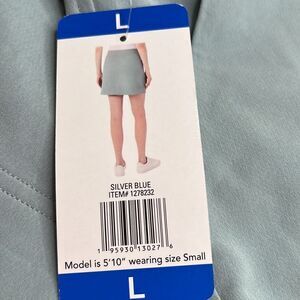 L
SILVER BLUE
ITEM# 1278232
1 95930 13027 6
Model is 5'10" wearing size Small
L